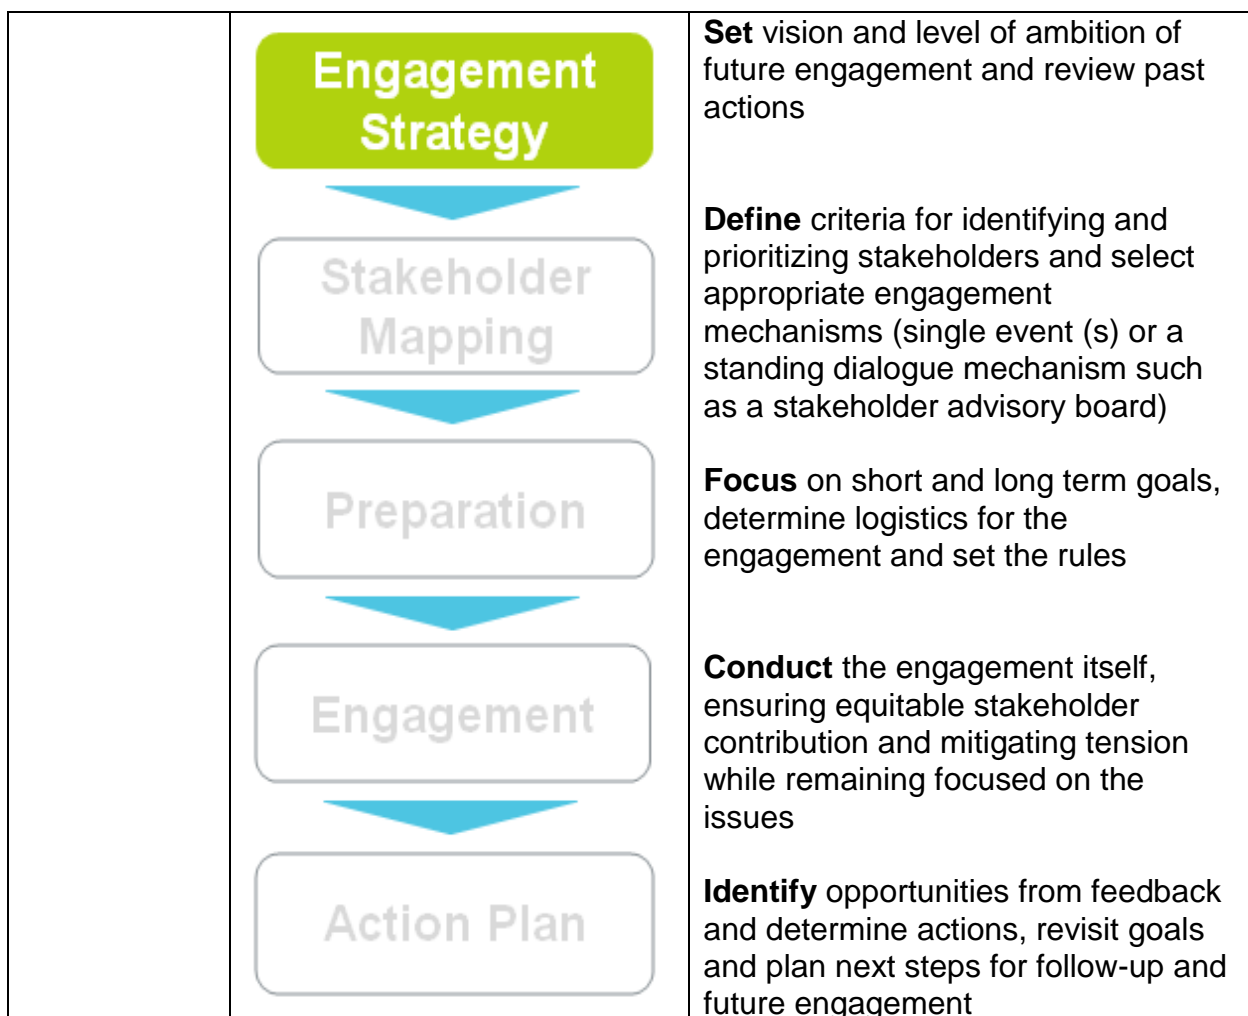 Engagement
Strategy
Set vision and level of ambition of
future engagement and review past
actions
Stakeholder
Mapping
Define criteria for identifying and
prioritizing stakeholders and select
appropriate engagement
mechanisms (single event (s) or a
standing dialogue mechanism such
as a stakeholder advisory board)
Preparation
Focus on short and long term goals,
determine logistics for the
engagement and set the rules
Engagement
Conduct the engagement itself,
ensuring equitable stakeholder
contribution and mitigating tension
while remaining focused on the
issues
Action Plan
Identify opportunities from feedback
and determine actions, revisit goals
and plan next steps for follow-up and
future engagement